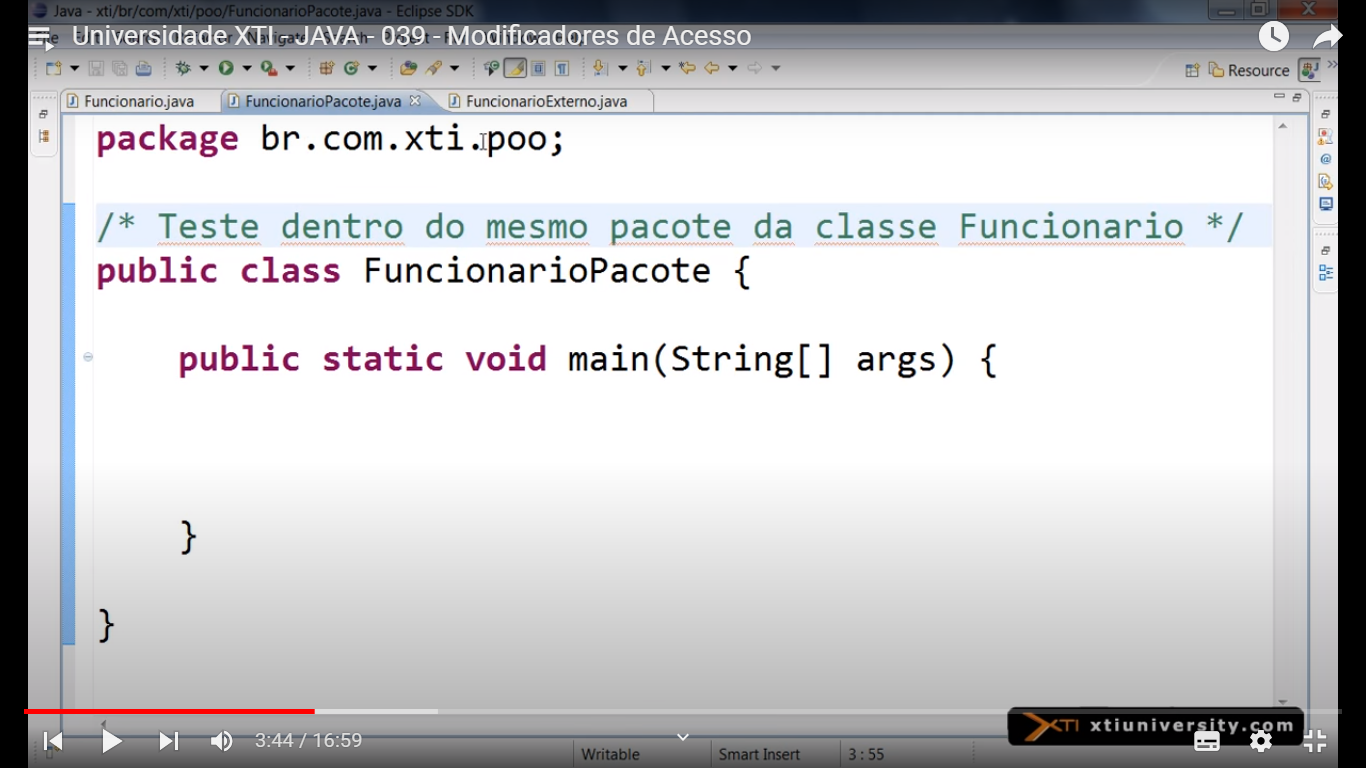 Java - xti/br/com/xti/poo/FuncionarioPacote.java - Eclipse SDK
Universidade XTI - JAVA - 039 - Modificadores de Acesso
Resource
Funcionario.java FuncionarioPacote.java FuncionarioExterno.java
package br.com.xti.poo;
/* Teste dentro do mesmo pacote da classe Funcionario */
public class FuncionarioPacote {
public static void main(String[] args) {
}
}
XTI xtiuniversity.com
3:44 / 16:59
Writable Smart Insert 3 : 55